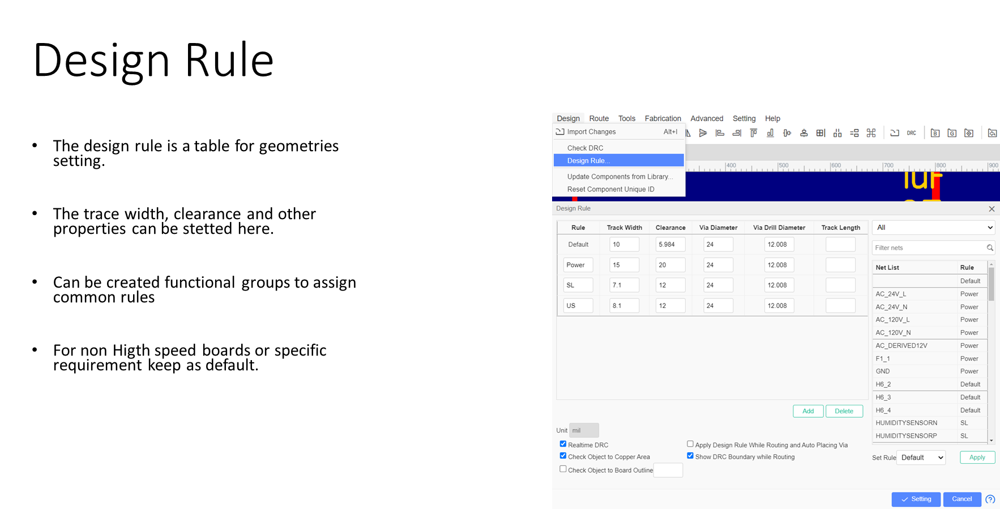 Design Rule
• The design rule is a table for geometries
setting.
• The trace width, clearance and other
properties can be stetted here.
• Can be created functional groups to assign
common rules
• For non Higth speed boards or specific
requirement keep as default.
Design Route Tools Fabrication Advanced Setting Help
Import Changes Alt+I
DRC
Check DRC
Design Rule...
Update Components from Library...
Reset Component Unique ID
400 500 600 700 800 900
Design Rule
Rule Track Width Clearance Via Diameter Via Drill Diameter Track Length
Default 10 5.984 24 12.008
Power 15 20 24 12.008
SL 7.1 12 24 12.008
US 8.1 12 24 12.008
Add Delete
All
Filter nets
Net List Rule
Default
AC_24V_L Power
AC_24V_N Power
AC_120V_L Power
AC_120V_N Power
AC_DERIVED12V Power
F1_1 Power
GND Power
H6_2 Default
H6_3 Default
H6_4 Default
HUMIDITYSENSORN SL
HUMIDITYSENSORP SL
Set Rule Default Apply
Unit mil
Realtime DRC
Check Object to Copper Area
Check Object to Board Outline
Apply Design Rule While Routing and Auto Placing Via
Show DRC Boundary while Routing
Setting Cancel ?